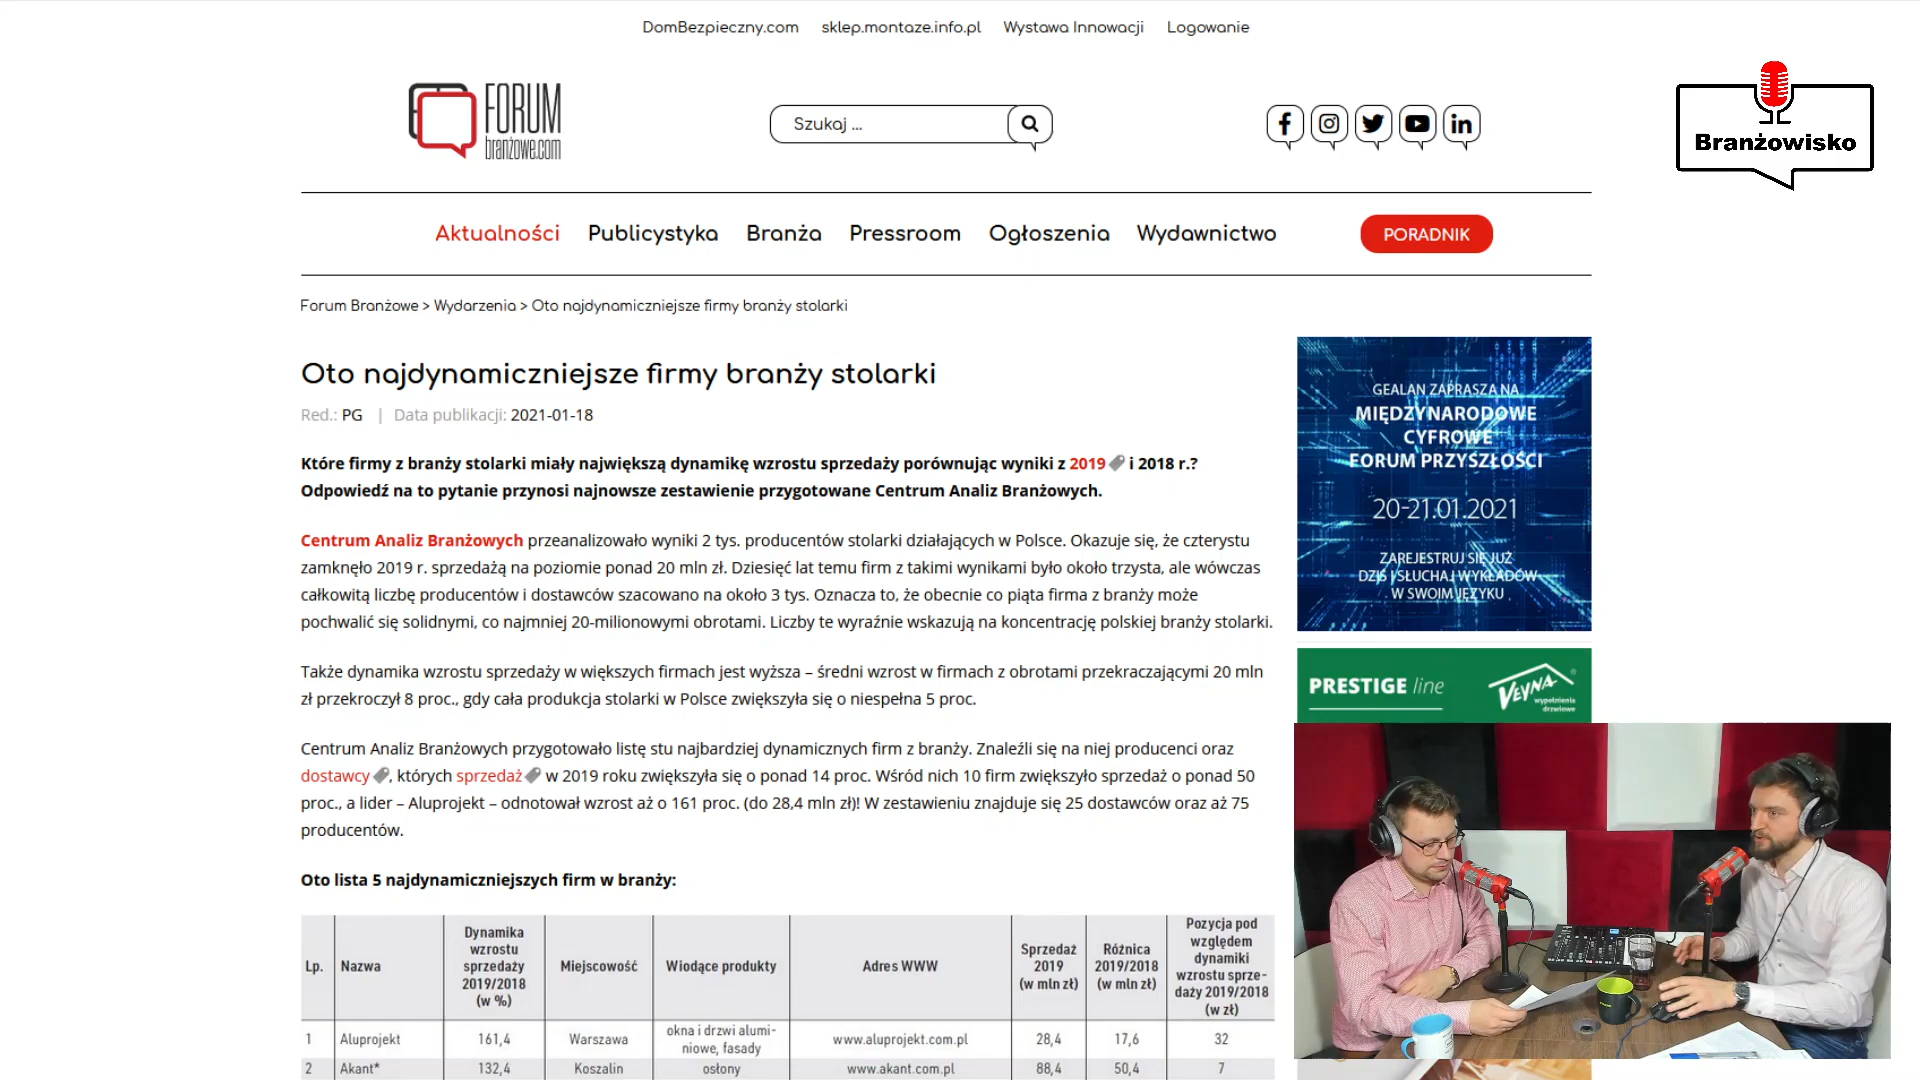 DomBezpieczny.com sklep.montaze.info.pl Wystawa Innowacji Logowanie
FORUM
branżowe.com
Szukaj ...
Branżowisko
Aktualności Publicystyka Branża Pressroom Ogłoszenia Wydawnictwo PORADNIK
Forum Branżowe > Wydarzenia > Oto najdynamiczniejsze firmy branży stolarki
Oto najdynamiczniejsze firmy branży stolarki
Red.: PG | Data publikacji: 2021-01-18
Które firmy z branży stolarki miały największą dynamikę wzrostu sprzedaży porównując wyniki z 2019 i 2018 r.?
Odpowiedź na to pytanie przynosi najnowsze zestawienie przygotowane Centrum Analiz Branżowych.
Centrum Analiz Branżowych przeanalizowało wyniki 2 tys. producentów stolarki działających w Polsce. Okazuje się, że czterystu
zamknęło 2019 r. sprzedażą na poziomie ponad 20 mln zł. Dziesięć lat temu firm z takimi wynikami było około trzysta, ale wówczas
całkowitą liczbę producentów i dostawców szacowano na około 3 tys. Oznacza to, że obecnie co piąta firma z branży może
pochwalić się solidnymi, co najmniej 20-milionowymi obrotami. Liczby te wyraźnie wskazują na koncentrację polskiej branży stolarki.
Także dynamika wzrostu sprzedaży w większych firmach jest wyższa – średni wzrost w firmach z obrotami przekraczającymi 20 mln
zł przekroczył 8 proc., gdy cała produkcja stolarki w Polsce zwiększyła się o niespełna 5 proc.
Centrum Analiz Branżowych przygotowało listę stu najbardziej dynamicznych firm z branży. Znaleźli się na niej producenci oraz
dostawcy, których sprzedaż w 2019 roku zwiększyła się o ponad 14 proc. Wśród nich 10 firm zwiększyło sprzedaż o ponad 50
proc., a lider – Aluprojekt – odnotował wzrost aż o 161 proc. (do 28,4 mln zł)! W zestawieniu znajduje się 25 dostawców oraz aż 75
producentów.
Oto lista 5 najdynamiczniejszych firm w branży:
Lp. Nazwa Dynamika wzrostu sprzedaży 2019/2018 (w %) Miejscowość Wiodące produkty Adres WWW Sprzedaż 2019 (w mln zł) Różnica 2019/2018 (w mln zł) Pozycja pod względem dynamiki wzrostu sprze-daży 2019/2018 (w zł)
1 Aluprojekt 161,4 Warszawa okna i drzwi alumi-niowe, fasady www.aluprojekt.com.pl 28,4 17,6 32
2 Akant* 132,4 Koszalin osłony www.akant.com.pl 88,4 50,4 7
GEALAN ZAPRASZA NA
MIĘDZYNARODOWE
CYFROWE
FORUM PRZYSZŁOŚCI
20-21.01.2021
ZAREJESTRUJ SIĘ JUŻ
DZIŚ I SŁUCHAJ WYKŁADÓW
W SWOIM JĘZYKU
PRESTIGE line
VEYNA
wypełnienia
drzwiowe